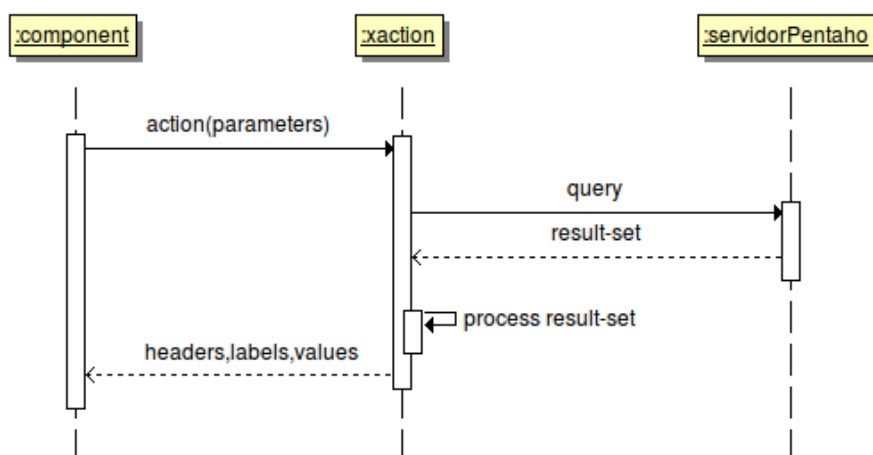 :component
:xaction
:servidorPentaho
action(parameters)
query
result-set
process result-set
headers,labels,values